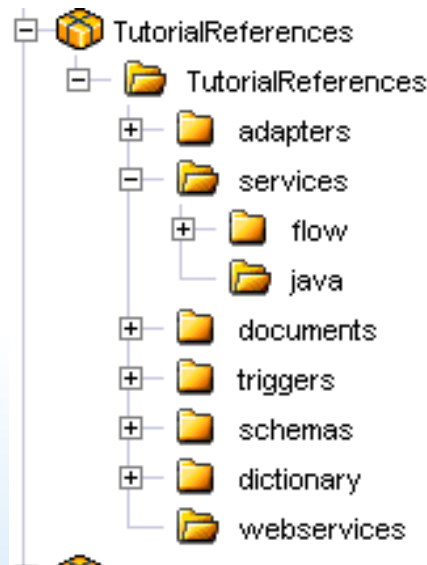 TutorialReferences
TutorialReferences
adapters
services
flow
java
documents
triggers
schemas
dictionary
webservices